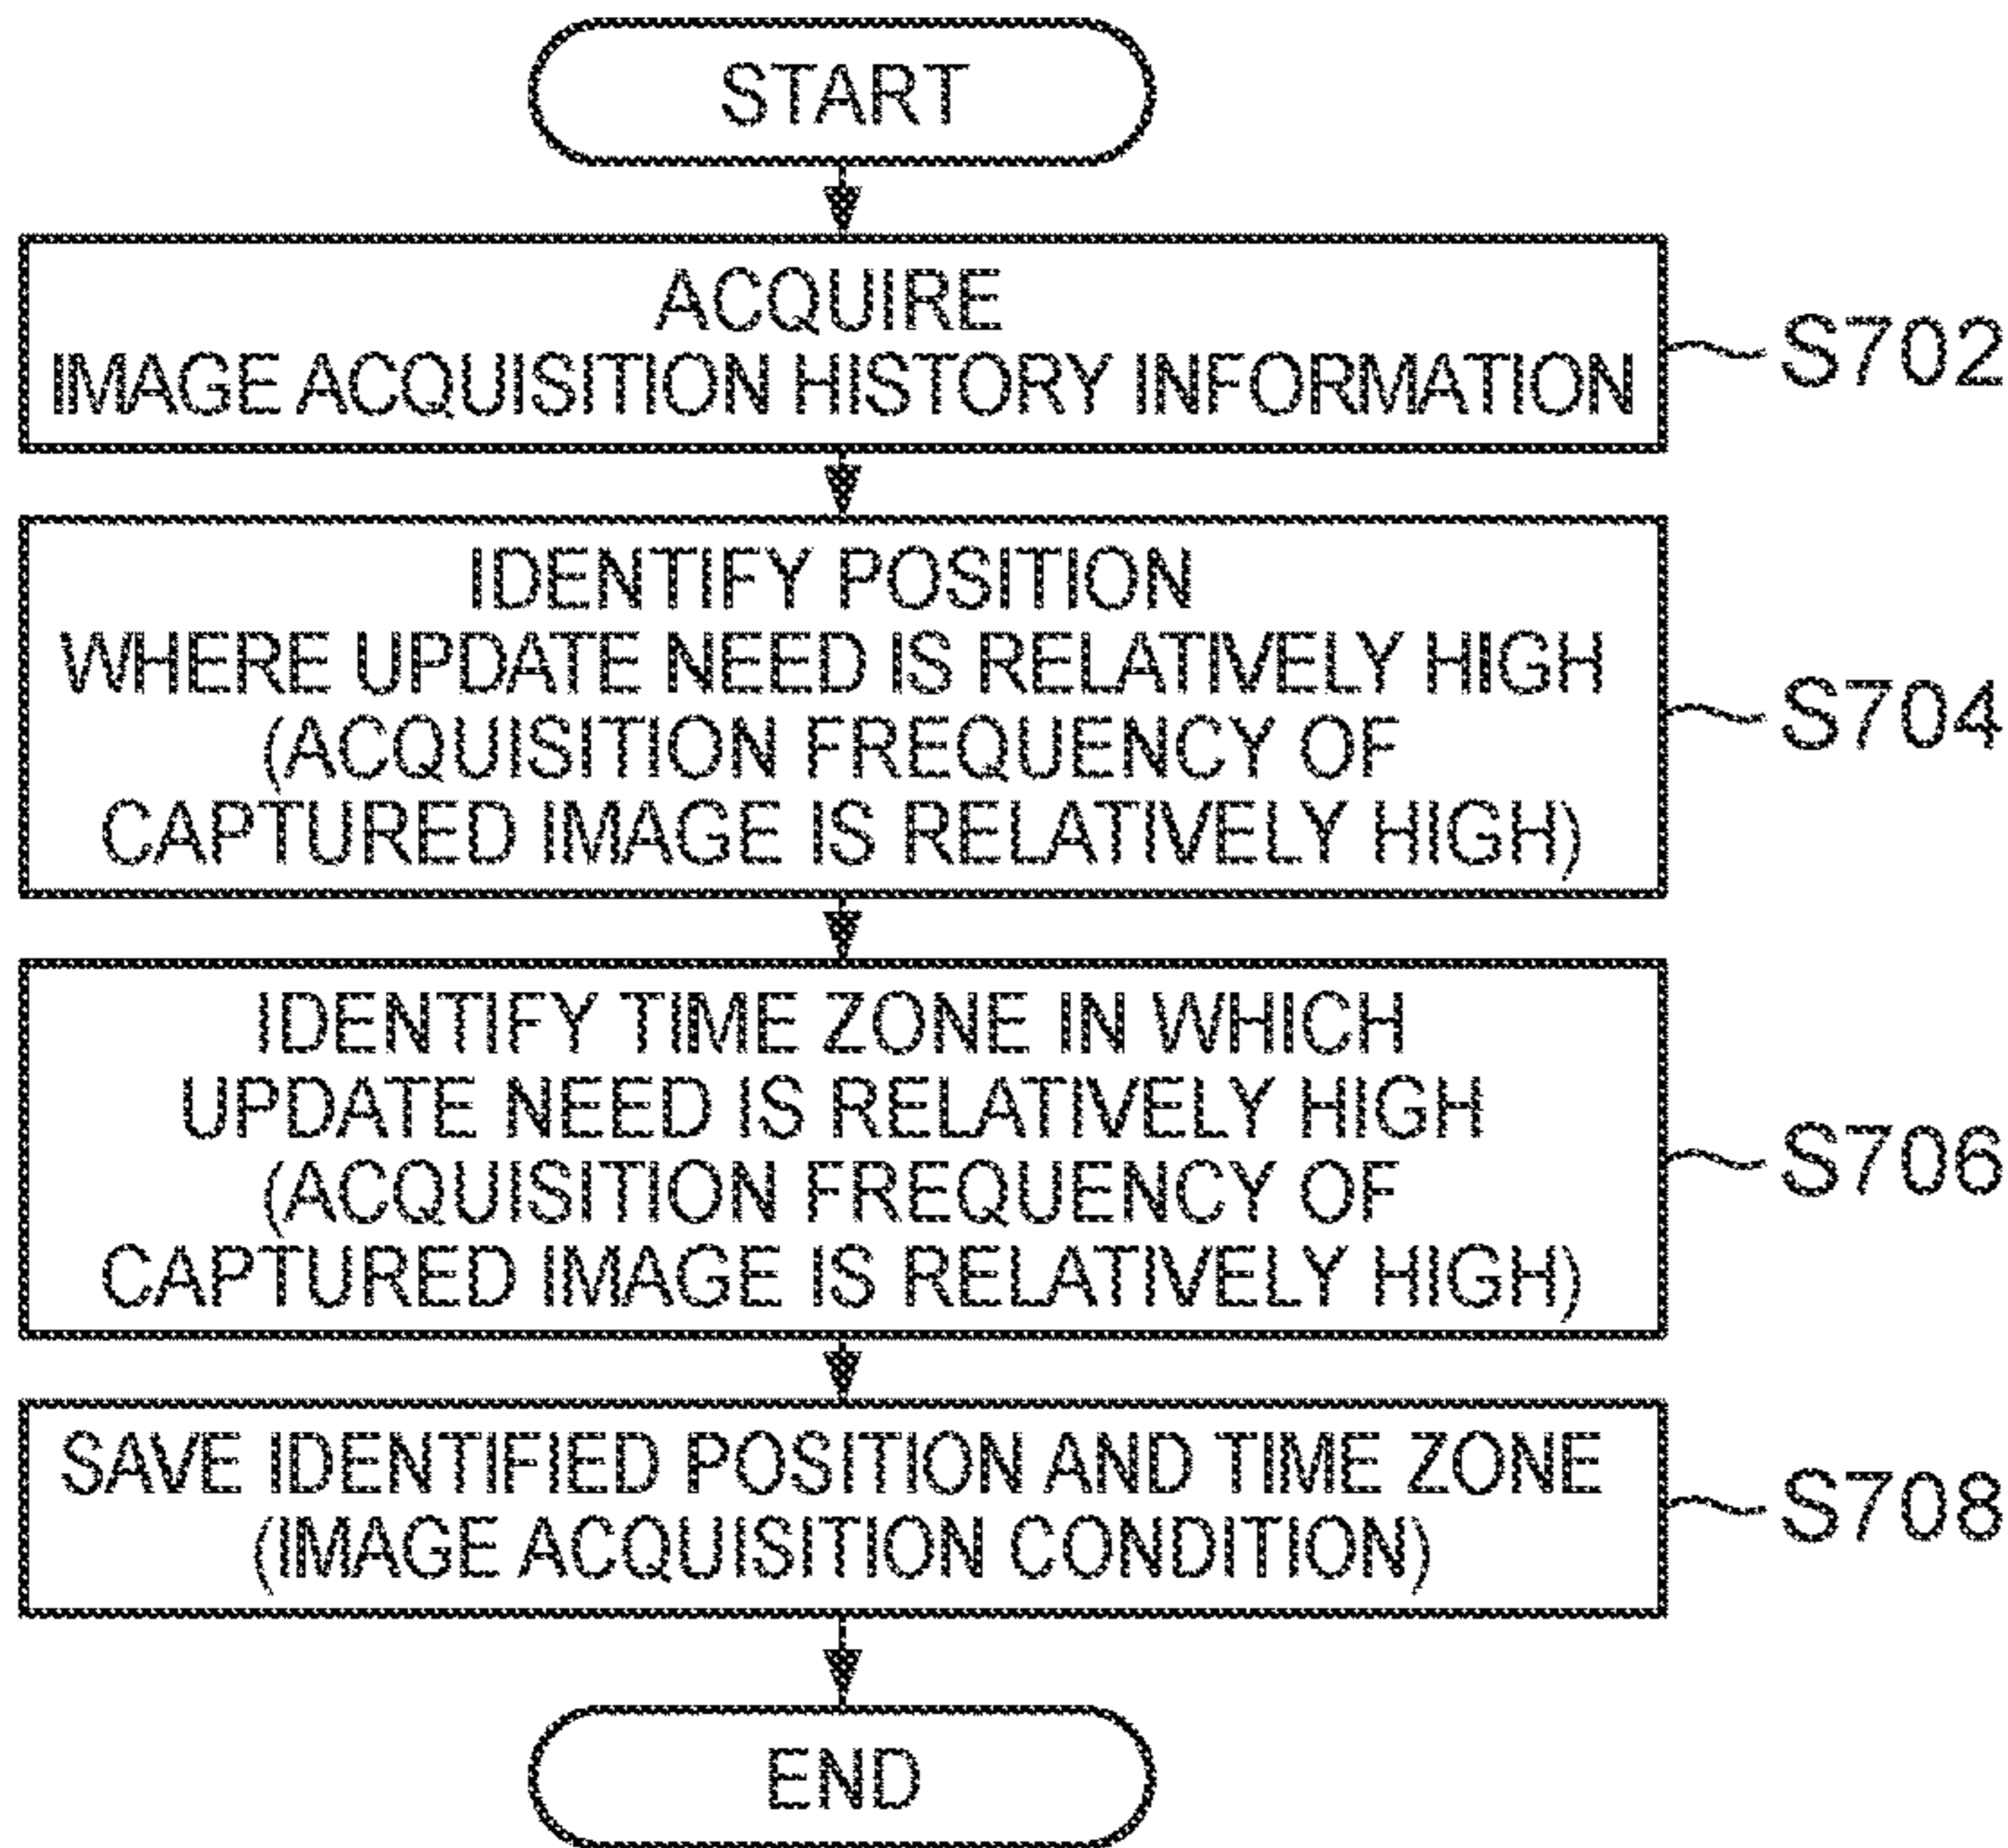 START
ACQUIRE
IMAGE ACQUISITION HISTORY INFORMATION
S702
IDENTIFY POSITION
WHERE UPDATE NEED IS RELATIVELY HIGH
(ACQUISITION FREQUENCY OF
CAPTURED IMAGE IS RELATIVELY HIGH)
S704
IDENTIFY TIME ZONE IN WHICH
UPDATE NEED IS RELATIVELY HIGH
(ACQUISITION FREQUENCY OF
CAPTURED IMAGE IS RELATIVELY HIGH)
S706
SAVE IDENTIFIED POSITION AND TIME ZONE
(IMAGE ACQUISITION CONDITION)
S708
END